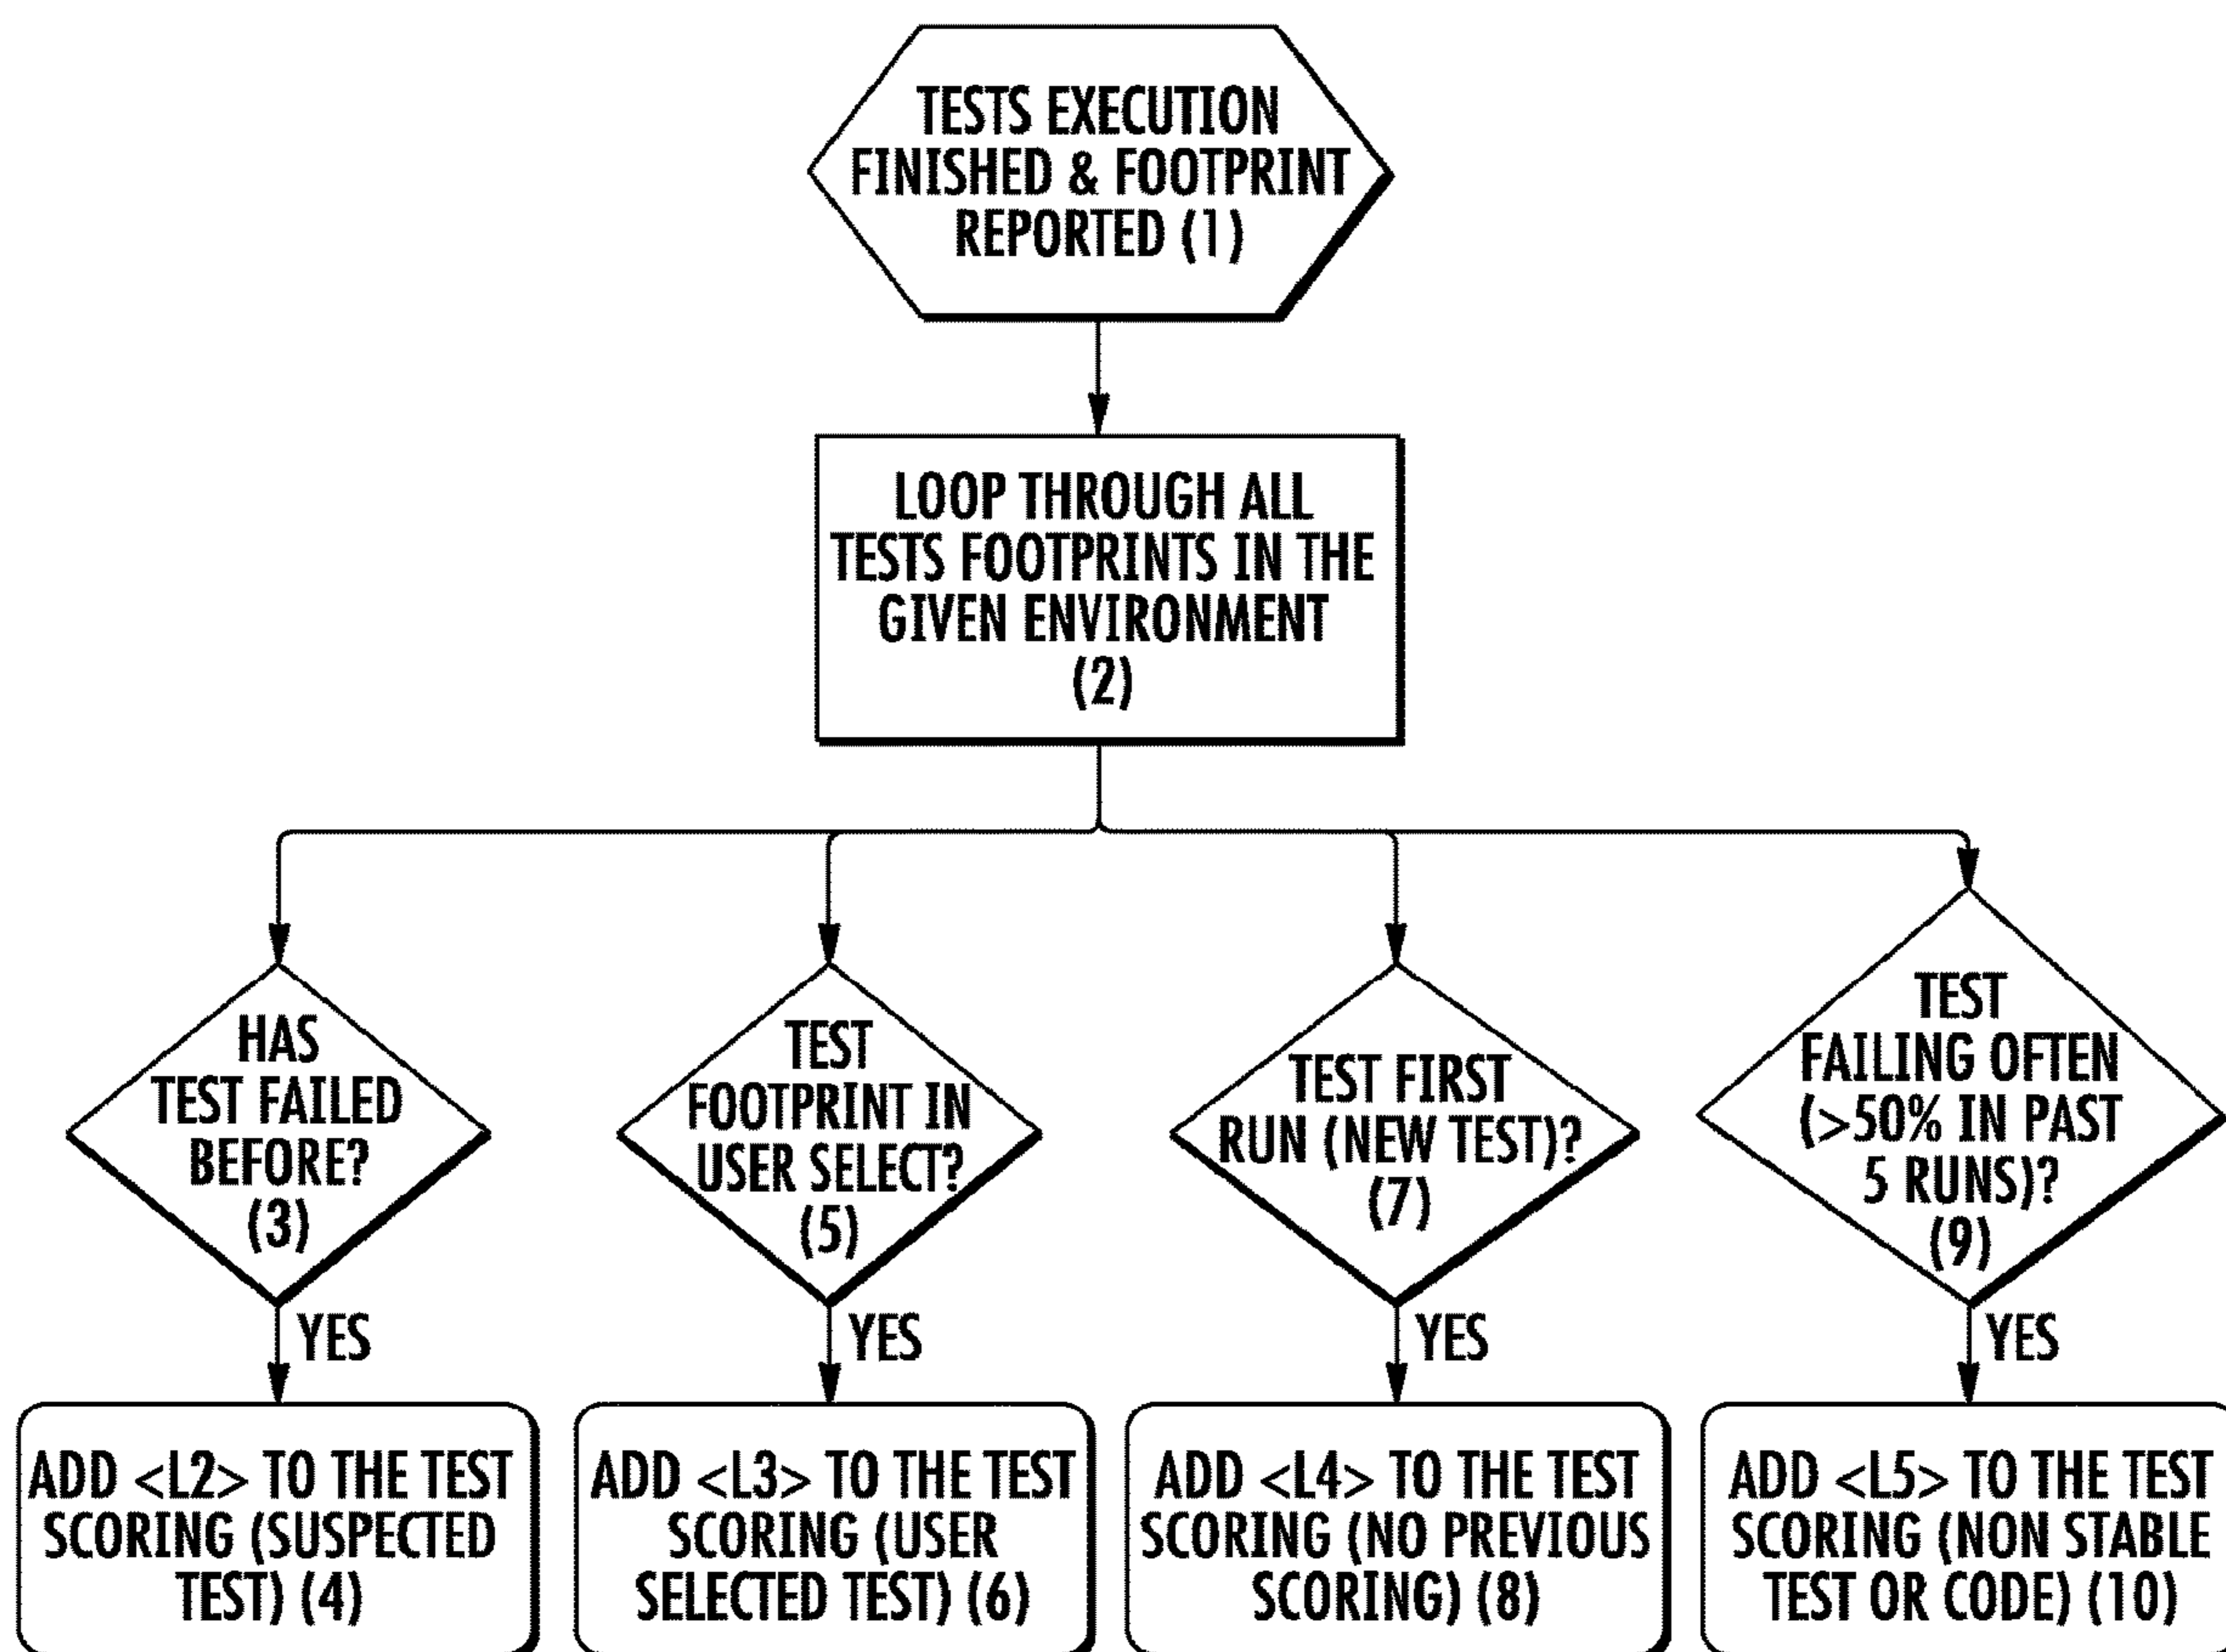 TESTS EXECUTION
FINISHED & FOOTPRINT
REPORTED (1)
LOOP THROUGH ALL
TESTS FOOTPRINTS IN THE
GIVEN ENVIRONMENT
(2)
HAS
TEST FAILED
BEFORE?
(3)
TEST
FOOTPRINT IN
USER SELECT?
(5)
TEST FIRST
RUN (NEW TEST)?
(7)
TEST
FAILING OFTEN
(>50% IN PAST
5 RUNS)?
(9)
YES
YES
YES
YES
ADD <L2> TO THE TEST
SCORING (SUSPECTED
TEST) (4)
ADD <L3> TO THE TEST
SCORING (USER
SELECTED TEST) (6)
ADD <L4> TO THE TEST
SCORING (NO PREVIOUS
SCORING) (8)
ADD <L5> TO THE TEST
SCORING (NON STABLE
TEST OR CODE) (10)